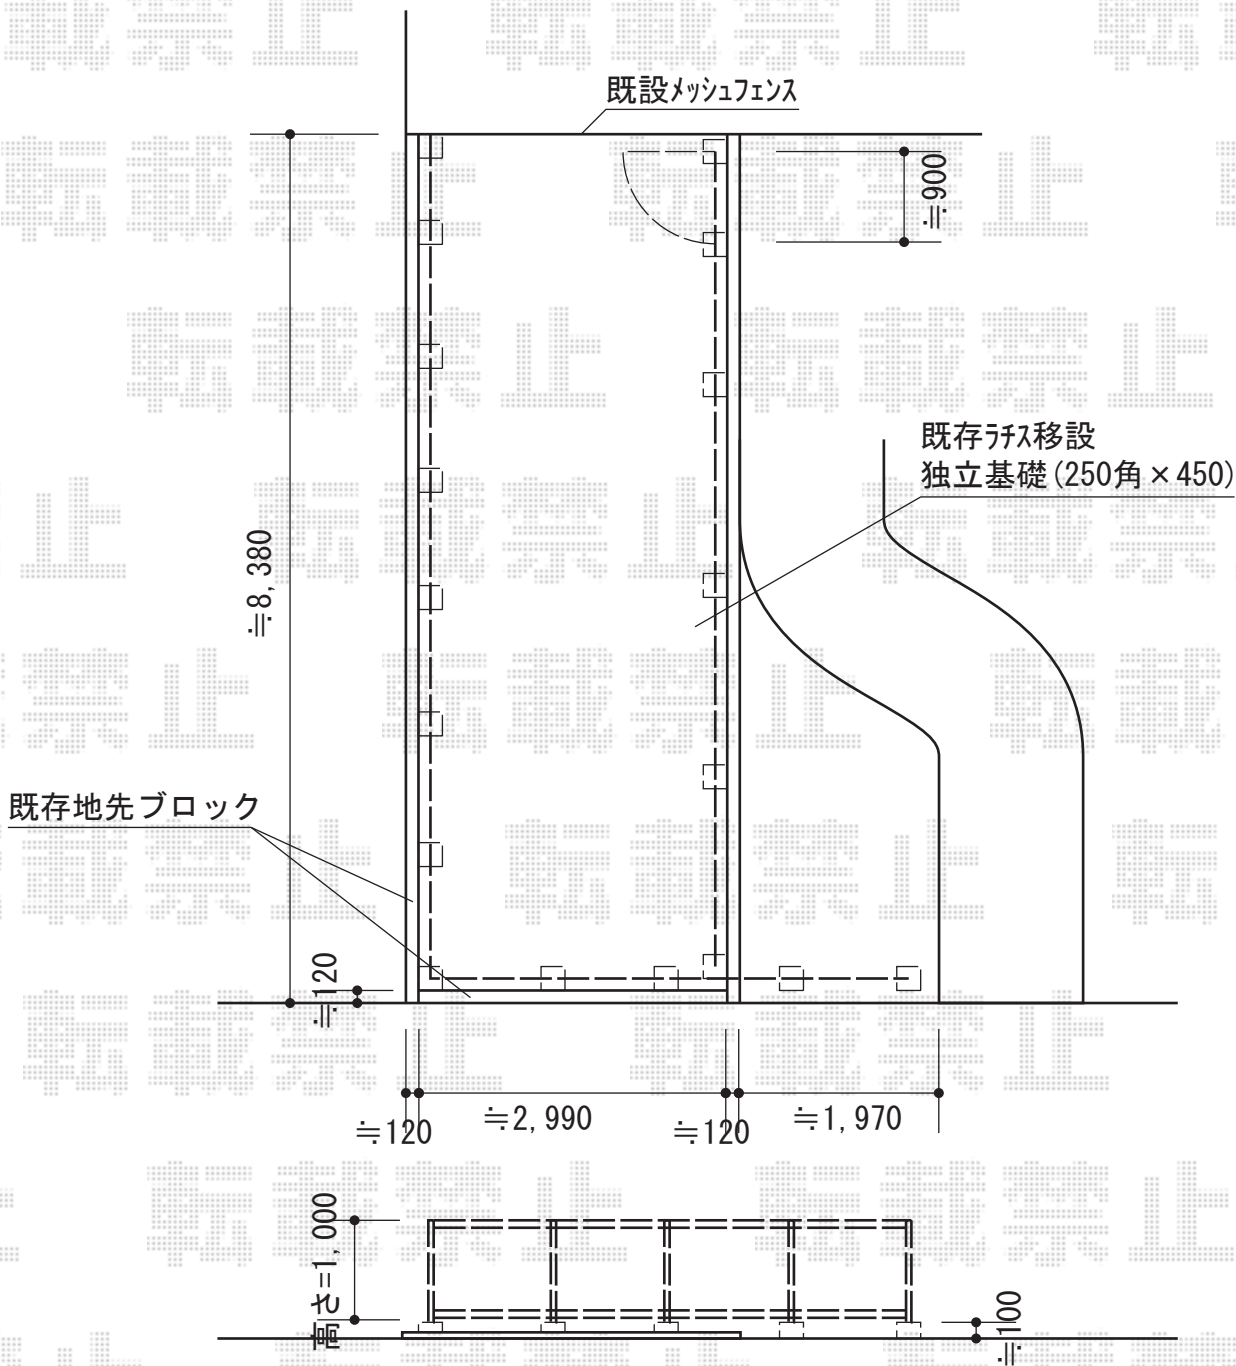 既設メッシュフェンス
≒900
既存ラチス移設
独立基礎(250角×450)
≒8,380
既存地先ブロック
≒120
≒120
≒2,990
≒120
≒1,970
高さ=1,000
≒100
転載禁止